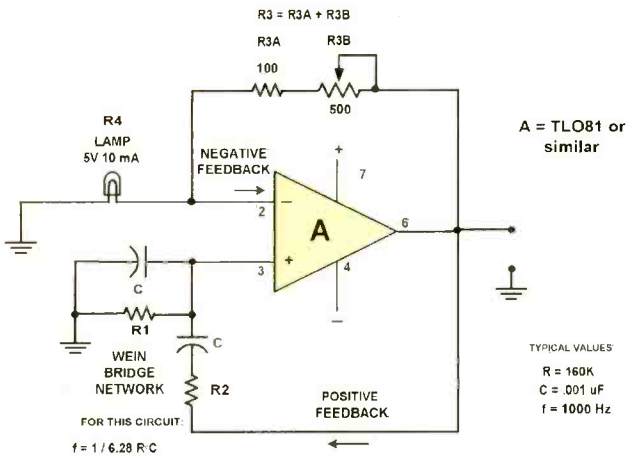 R3 = R3A + R3B
R3A R3B
100
500
R4
LAMP
5V 10 mA
NEGATIVE
FEEDBACK
A = TLO81 or
similar
+
7
2
−
A
6
3
+
4
−
C
R1
C
WEIN
BRIDGE
NETWORK
R2
POSITIVE
FEEDBACK
FOR THIS CIRCUIT:
f = 1 / 6.28 R C
TYPICAL VALUES
R = 160K
C = .001 uF
f = 1000 Hz